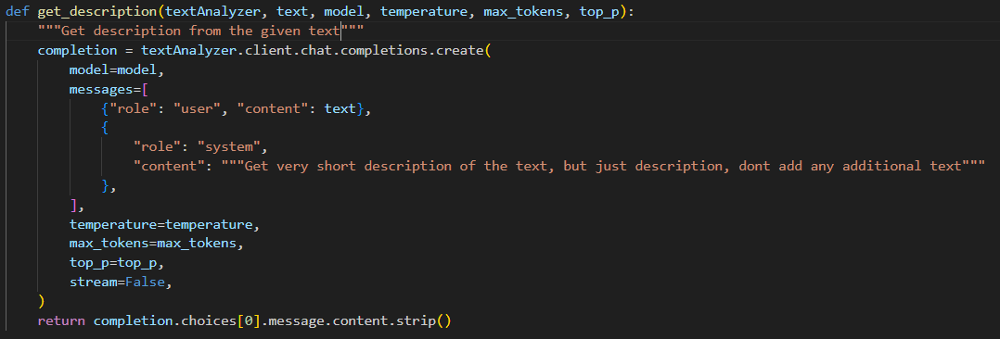 def get_description(textAnalyzer, text, model, temperature, max_tokens, top_p):
    """Get description from the given text"""
    completion = textAnalyzer.client.chat.completions.create(
        model=model,
        messages=[
            {"role": "user", "content": text},
            {
                "role": "system",
                "content": """Get very short description of the text, but just description, dont add any additional text"""
            },
        ],
        temperature=temperature,
        max_tokens=max_tokens,
        top_p=top_p,
        stream=False,
    )
    return completion.choices[0].message.content.strip()